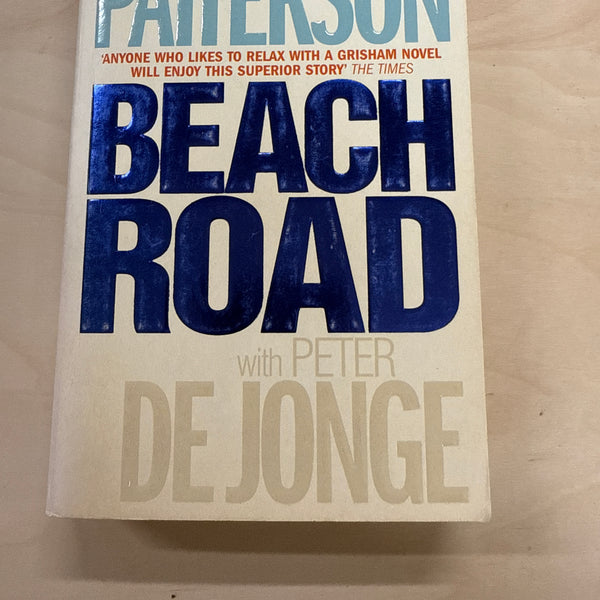 PATTERSON
'ANYONE WHO LIKES TO RELAX WITH A GRISHAM NOVEL
WILL ENJOY THIS SUPERIOR STORY' THE TIMES
BEACH
ROAD
with PETER
DE JONGE